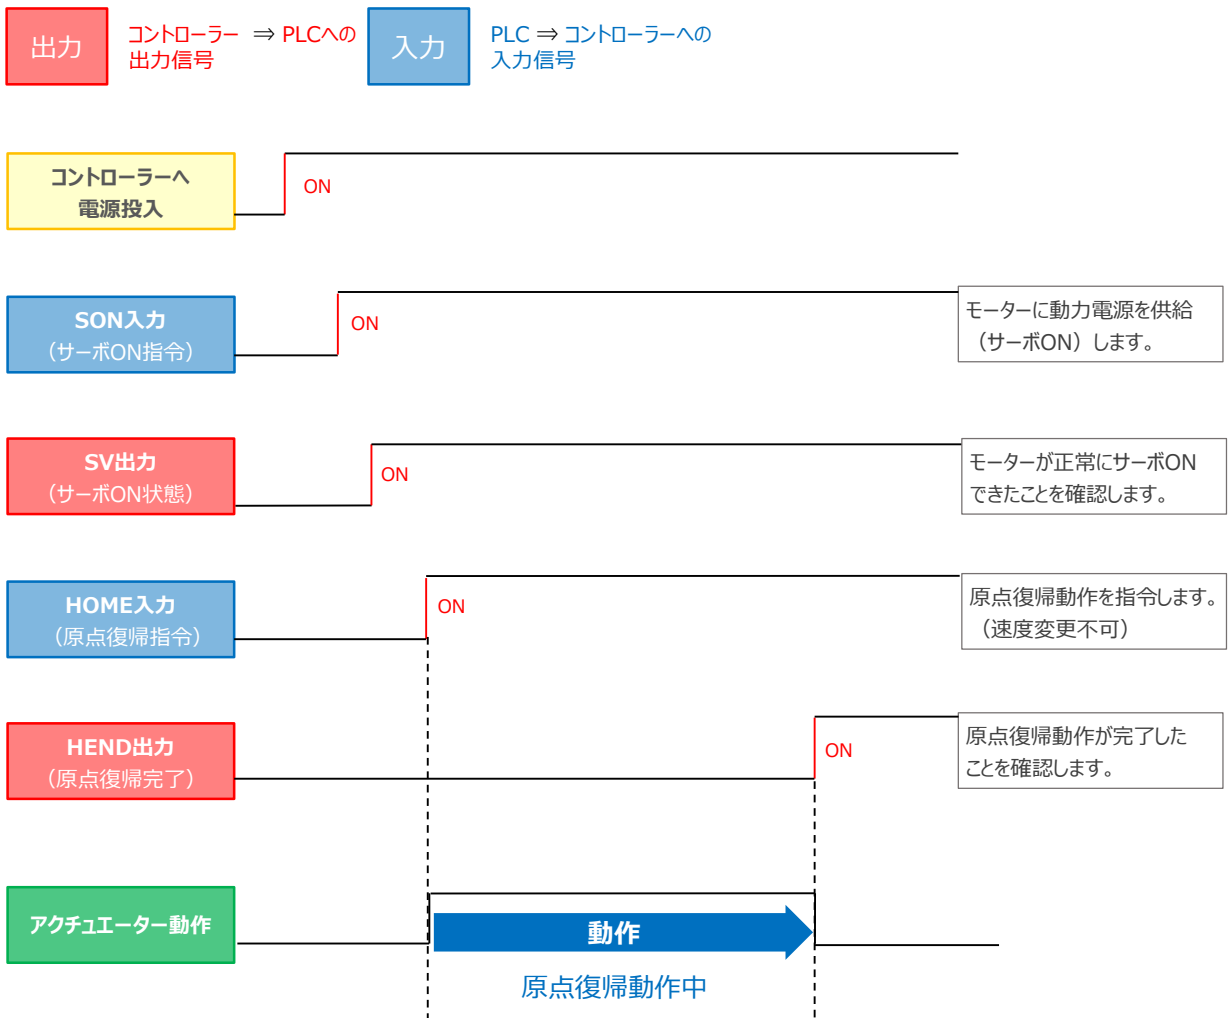 出力
コントローラー ⇒ PLCへの
出力信号
入力
PLC ⇒ コントローラーへの
入力信号
コントローラーへ
電源投入
ON
SON入力
（サーボON指令）
ON
モーターに動力電源を供給
（サーボON）します。
SV出力
（サーボON状態）
ON
モーターが正常にサーボON
できたことを確認します。
HOME入力
（原点復帰指令）
ON
原点復帰動作を指令します。
（速度変更不可）
HEND出力
（原点復帰完了）
ON
原点復帰動作が完了した
ことを確認します。
アクチュエーター動作
動作
原点復帰動作中